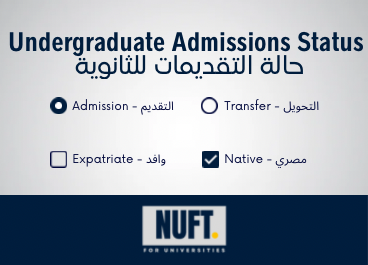 Undergraduate Admissions Status
حالة التقديمات للثانوية
Admission - التقديم
Transfer - التحويل
Expatriate - وافد
Native - مصري
NUFT.
FOR UNIVERSITIES